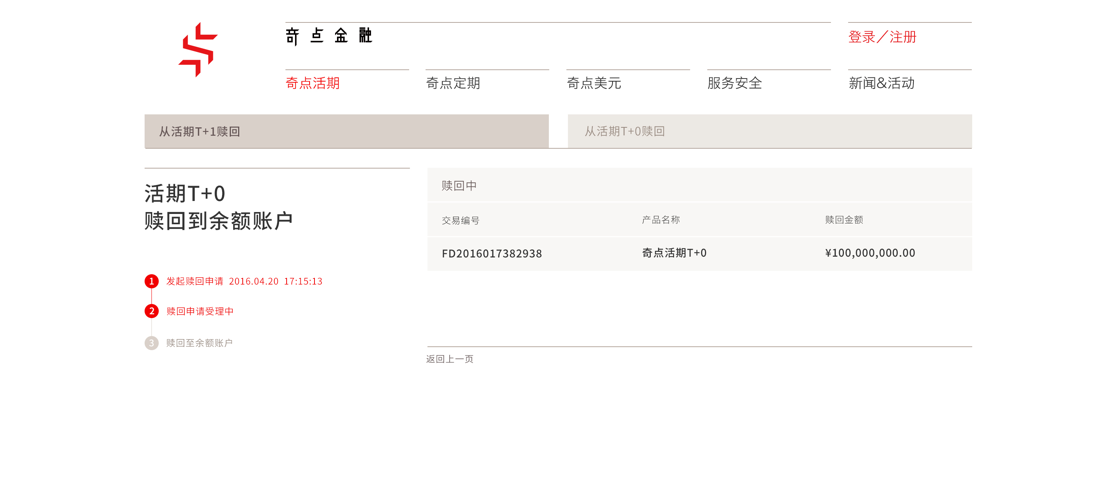 奇点金融
登录／注册
奇点活期
奇点定期
奇点美元
服务安全
新闻&活动
从活期T+1赎回
从活期T+0赎回
活期T+0
赎回到余额账户
1 发起赎回申请 2016.04.20 17:15:13
2 赎回申请受理中
3 赎回至余额账户
赎回中
交易编号 产品名称 赎回金额
FD2016017382938 奇点活期T+0 ¥100,000,000.00
返回上一页